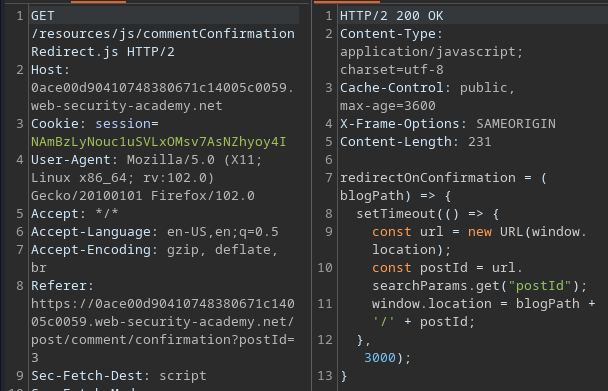 1 GET
/resources/js/commentConfirmation
Redirect.js HTTP/2
2 Host:
0ace00d90410748380671c14005c0059.
web-security-academy.net
3 Cookie: session=
NAmBzLyNouc1uSVLxOMsv7AsNZhyoy4I
4 User-Agent: Mozilla/5.0 (X11;
Linux x86_64; rv:102.0)
Gecko/20100101 Firefox/102.0
5 Accept: */*
6 Accept-Language: en-US,en;q=0.5
7 Accept-Encoding: gzip, deflate,
br
8 Referer:
https://0ace00d90410748380671c140
05c0059.web-security-academy.net/
post/comment/confirmation?postId=
3
9 Sec-Fetch-Dest: script
1 HTTP/2 200 OK
2 Content-Type:
application/javascript;
charset=utf-8
3 Cache-Control: public,
max-age=3600
4 X-Frame-Options: SAMEORIGIN
5 Content-Length: 231
6
7 redirectOnConfirmation = (
blogPath) => {
8 setTimeout(() => {
9 const url = new URL(window.
location);
10 const postId = url.
searchParams.get("postId");
11 window.location = blogPath +
'/' + postId;
12 },
3000);
13 }